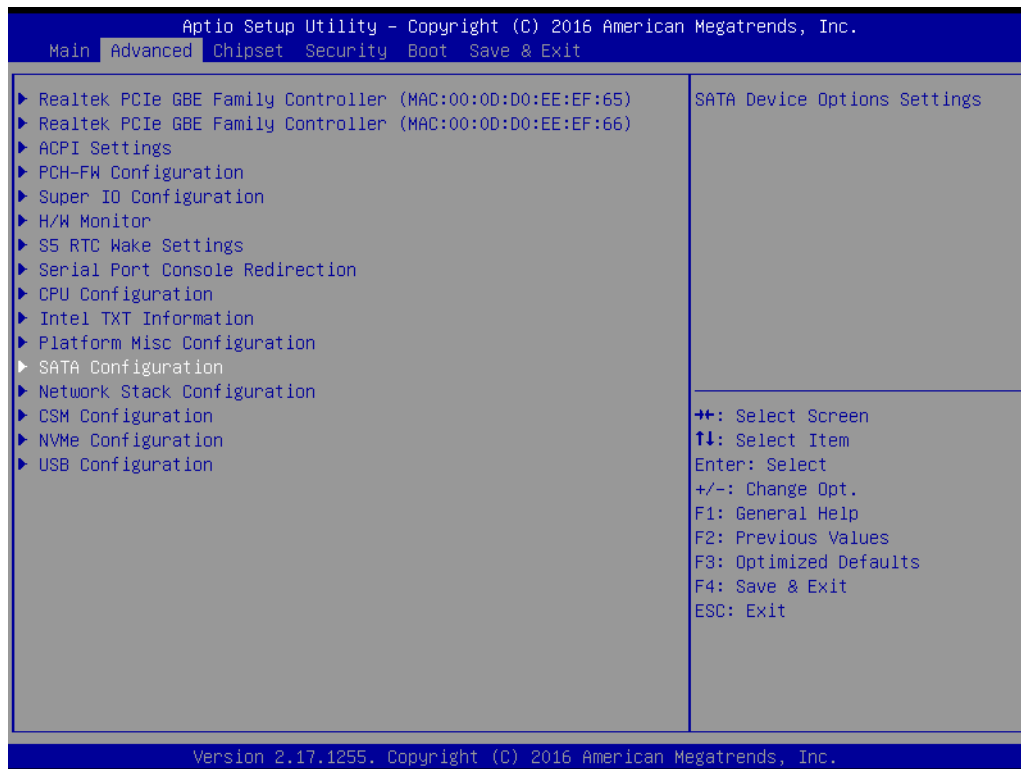 Aptio Setup Utility – Copyright (C) 2016 American Megatrends, Inc.
Main Advanced Chipset Security Boot Save & Exit
▶ Realtek PCIe GBE Family Controller (MAC:00:0D:D0:EE:EF:65)
▶ Realtek PCIe GBE Family Controller (MAC:00:0D:D0:EE:EF:66)
▶ ACPI Settings
▶ PCH-FW Configuration
▶ Super IO Configuration
▶ H/W Monitor
▶ S5 RTC Wake Settings
▶ Serial Port Console Redirection
▶ CPU Configuration
▶ Intel TXT Information
▶ Platform Misc Configuration
▶ SATA Configuration
▶ Network Stack Configuration
▶ CSM Configuration
▶ NVMe Configuration
▶ USB Configuration
SATA Device Options Settings
→←: Select Screen
↑↓: Select Item
Enter: Select
+/-: Change Opt.
F1: General Help
F2: Previous Values
F3: Optimized Defaults
F4: Save & Exit
ESC: Exit
Version 2.17.1255. Copyright (C) 2016 American Megatrends, Inc.